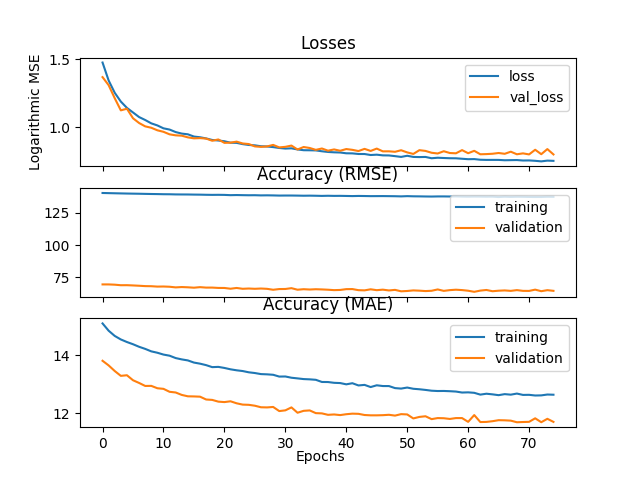 Losses
Logarithmic MSE
1.5
1.0
loss
val_loss
Accuracy (RMSE)
125
100
75
training
validation
Accuracy (MAE)
14
12
training
validation
0 10 20 30 40 50 60 70
Epochs